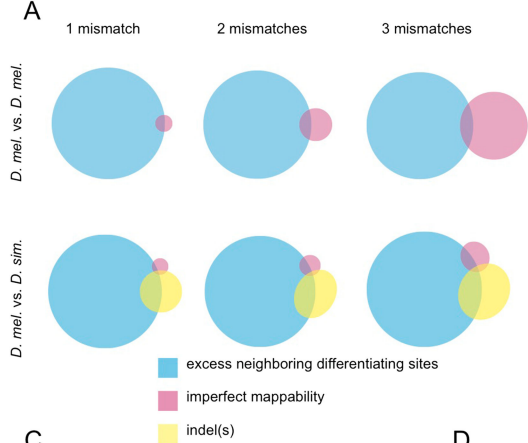 A
1 mismatch 2 mismatches 3 mismatches
D. mel. vs. D. mel.
D. mel. vs. D. sim.
excess neighboring differentiating sites
imperfect mappability
indel(s)
C D